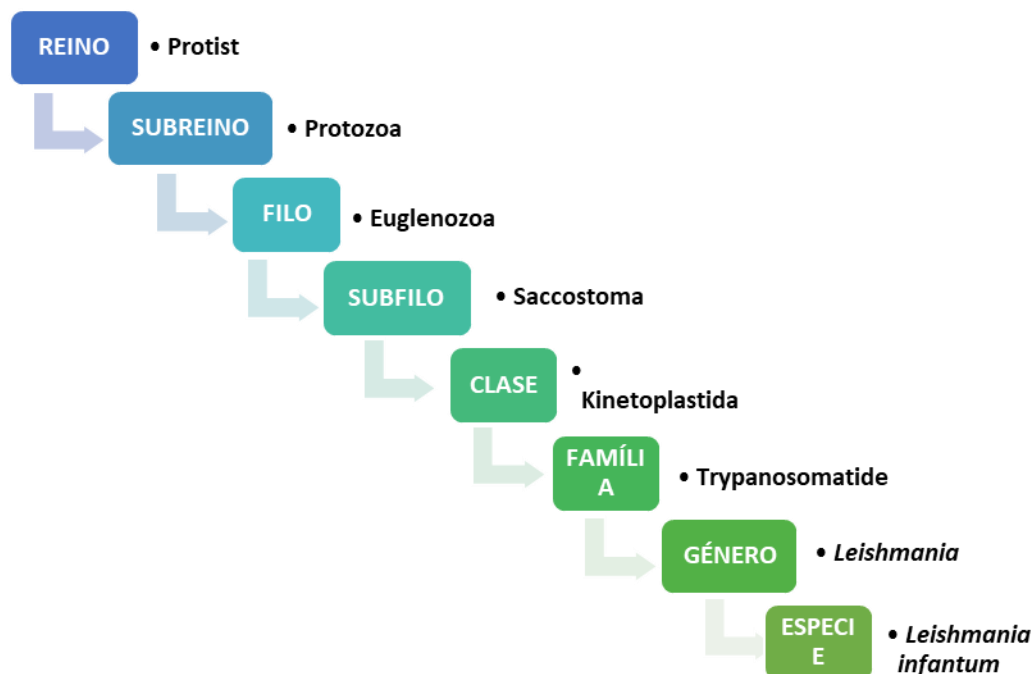 REINO
• Protist
SUBREINO
• Protozoa
FILO
• Euglenozoa
SUBFILO
• Saccostoma
CLASE
•
Kinetoplastida
FAMÍLI
A
• Trypanosomatide
GÉNERO
• Leishmania
ESPECI
E
• Leishmania
infantum